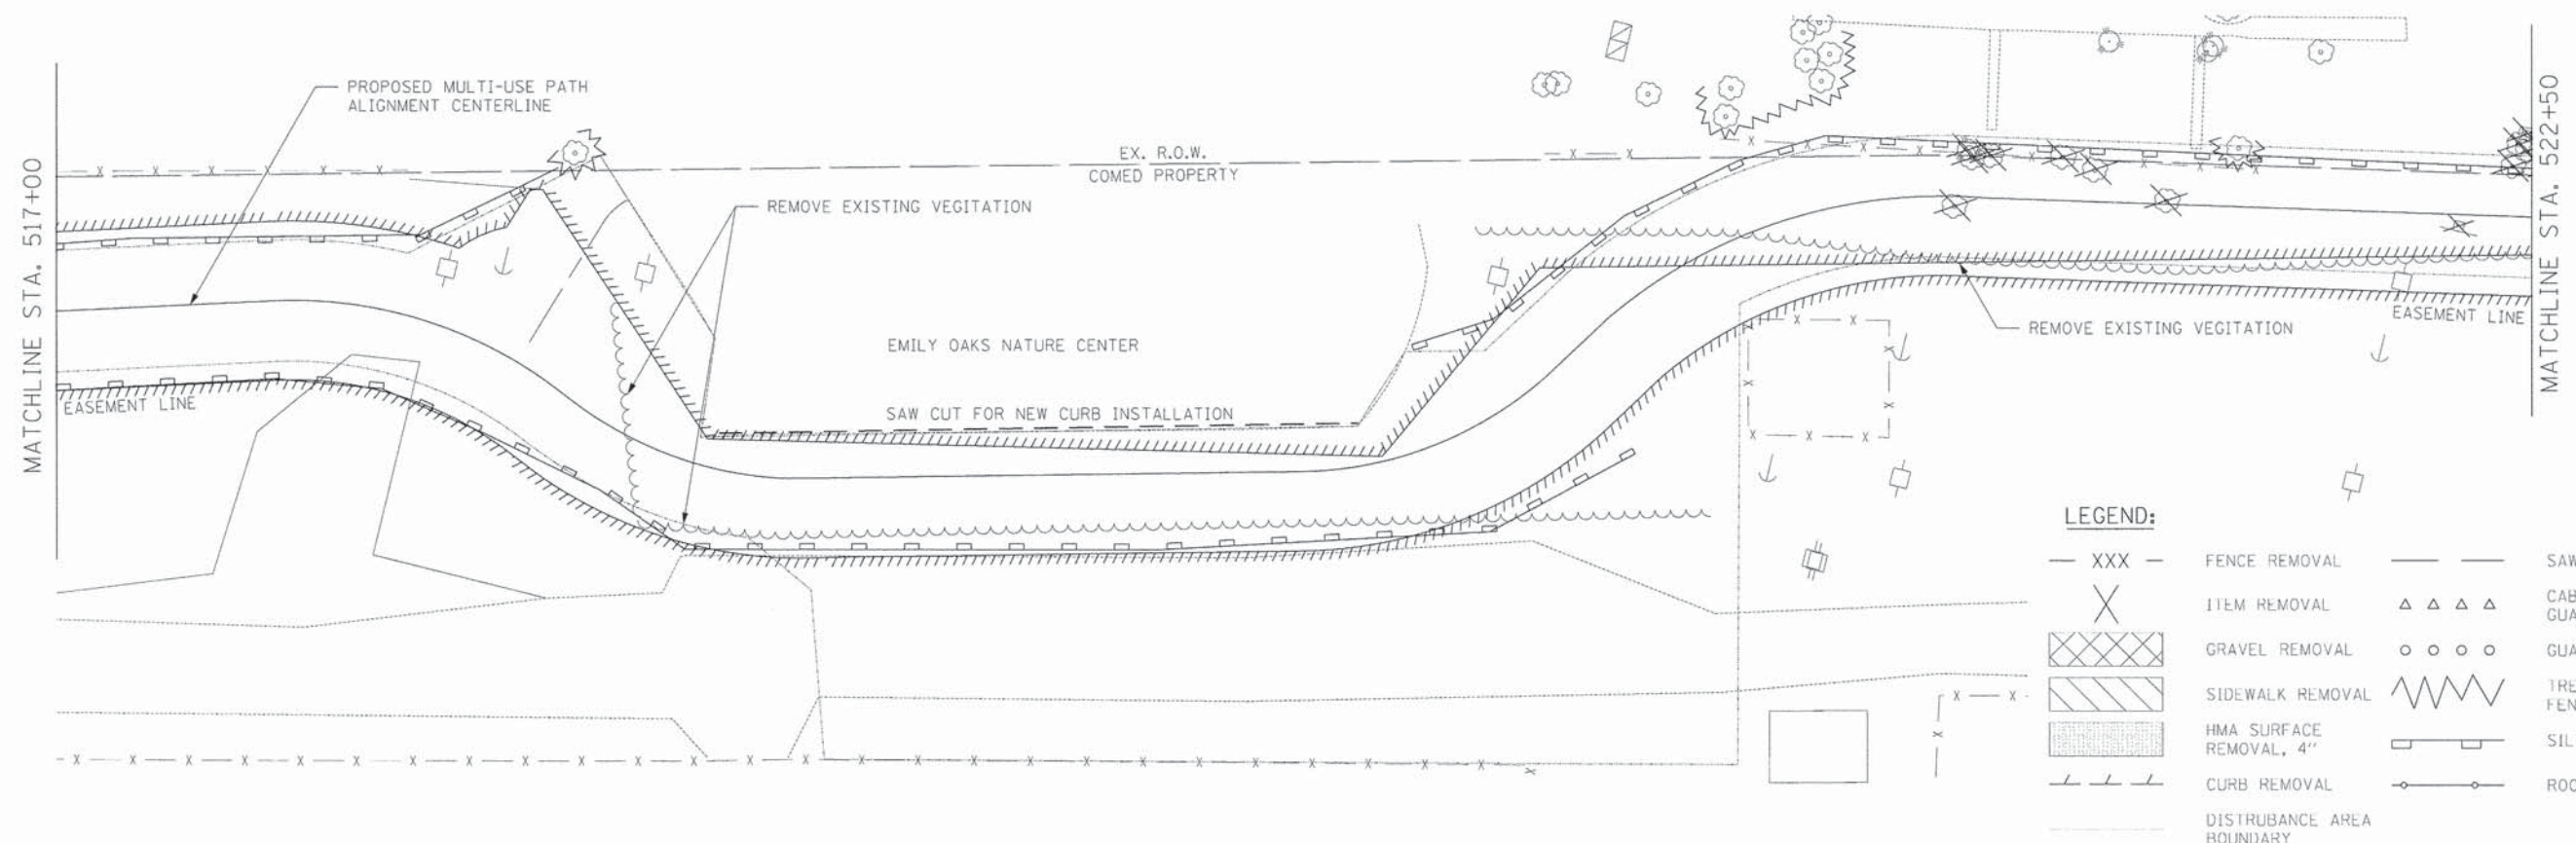 PROPOSED MULTI-USE PATH
ALIGNMENT CENTERLINE
EX. R.O.W.
COMED PROPERTY
REMOVE EXISTING VEGITATION
MATCHLINE STA. 517+00
MATCHLINE STA. 522+50
EMILY OAKS NATURE CENTER
REMOVE EXISTING VEGITATION
EASEMENT LINE
EASEMENT LINE
SAW CUT FOR NEW CURB INSTALLATION
LEGEND:
XXX FENCE REMOVAL
SAW
ITEM REMOVAL
CAB
GUA
GRAVEL REMOVAL
GUA
SIDEWALK REMOVAL
TRE
FEN
HMA SURFACE
REMOVAL, 4"
SIL
CURB REMOVAL
ROO
DISTRUBANCE AREA
BOUNDARY